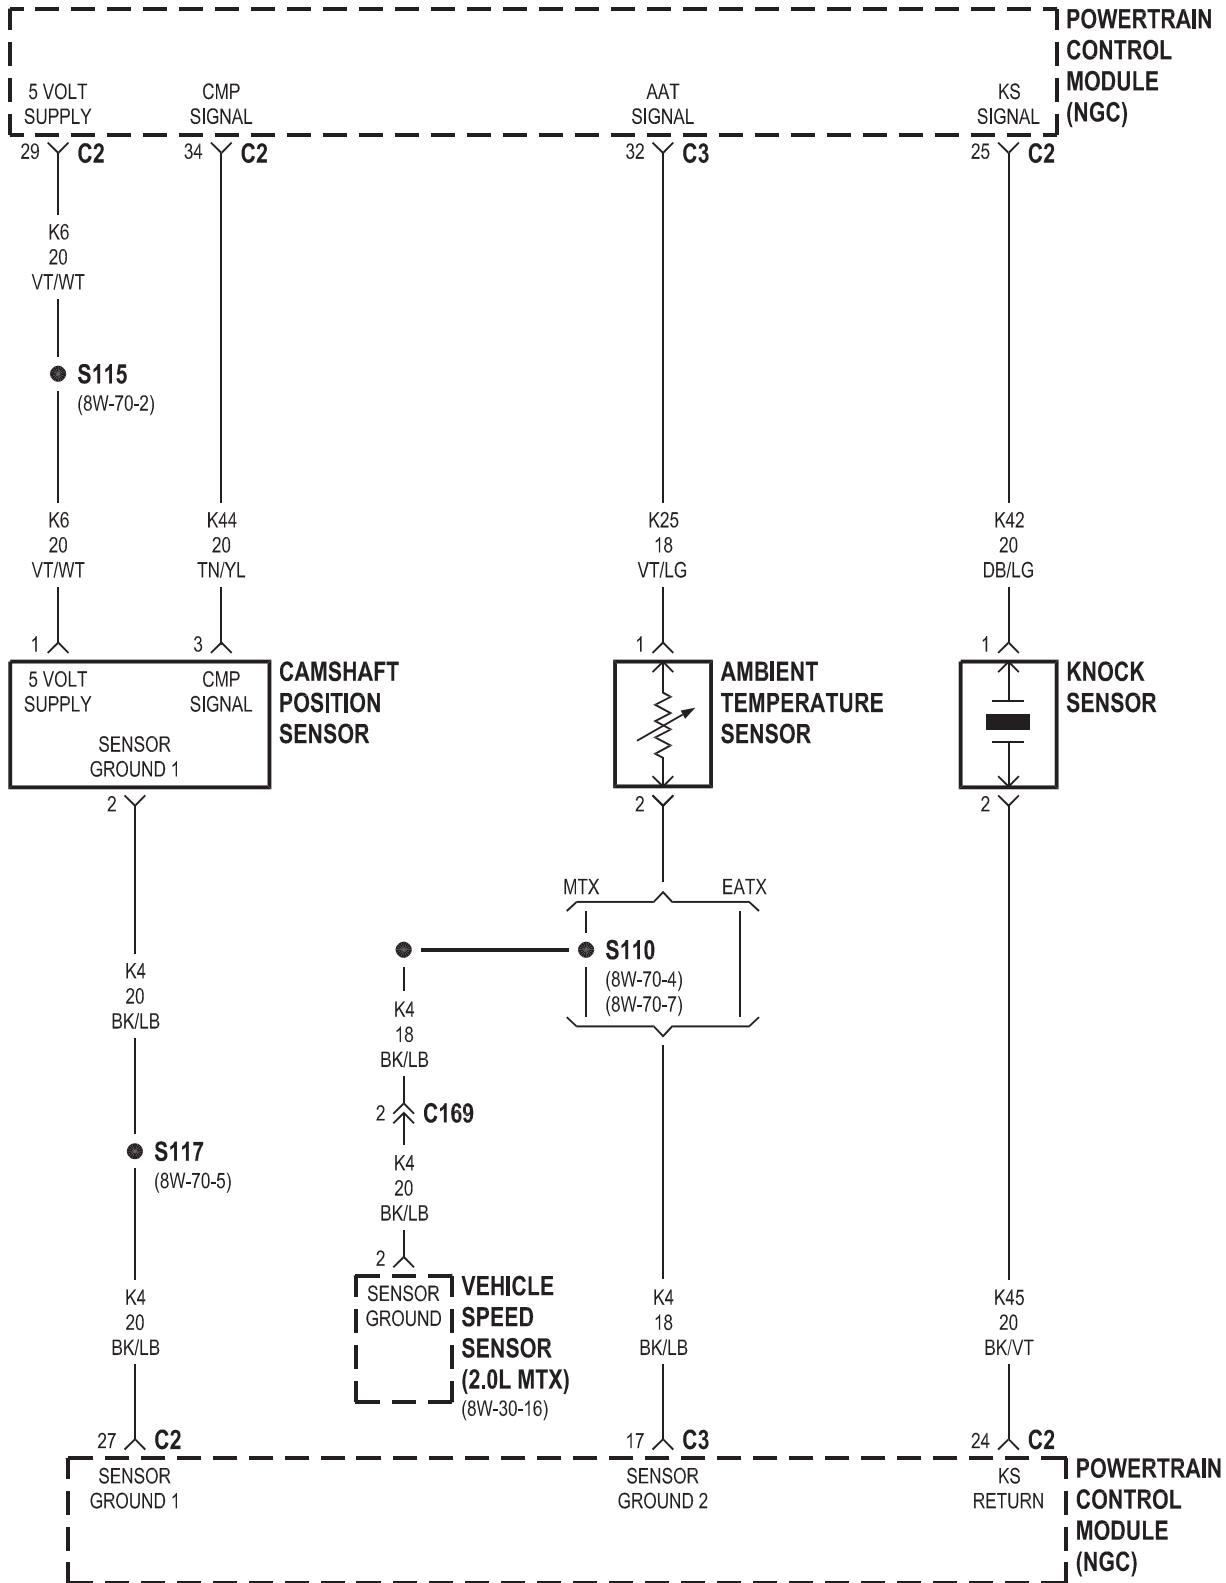 POWERTRAIN
CONTROL
MODULE
(NGC)
5 VOLT
SUPPLY
CMP
SIGNAL
AAT
SIGNAL
KS
SIGNAL
29 C2
34 C2
32 C3
25 C2
K6
20
VT/WT
S115
(8W-70-2)
K6
20
VT/WT
K44
20
TN/YL
K25
18
VT/LG
K42
20
DB/LG
1
3
1
1
5 VOLT
SUPPLY
CMP
SIGNAL
SENSOR
GROUND 1
CAMSHAFT
POSITION
SENSOR
AMBIENT
TEMPERATURE
SENSOR
KNOCK
SENSOR
2
2
2
MTX
EATX
S110
(8W-70-4)
(8W-70-7)
K4
20
BK/LB
K4
18
BK/LB
2 C169
S117
(8W-70-5)
K4
20
BK/LB
2
SENSOR
GROUND
VEHICLE
SPEED
SENSOR
(2.0L MTX)
(8W-30-16)
K4
20
BK/LB
K4
18
BK/LB
K45
20
BK/VT
27 C2
17 C3
24 C2
SENSOR
GROUND 1
SENSOR
GROUND 2
KS
RETURN
POWERTRAIN
CONTROL
MODULE
(NGC)